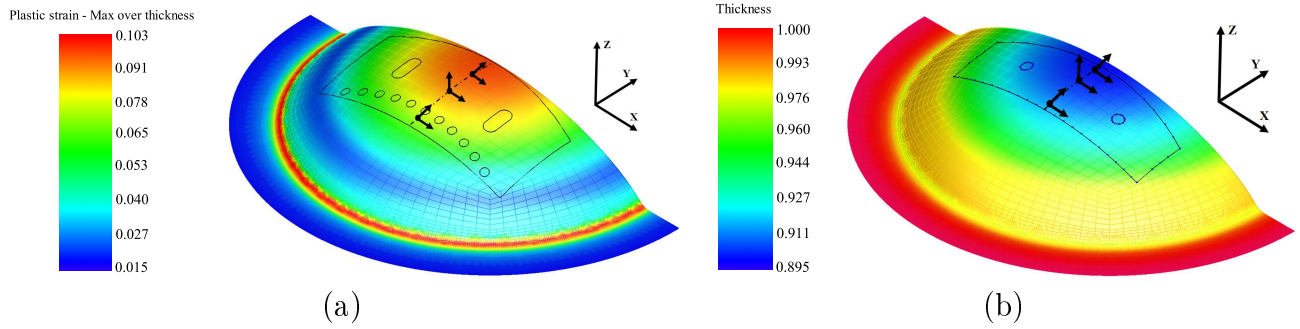 Plastic strain - Max over thickness
0.103
0.091
0.078
0.065
0.053
0.040
0.027
0.015
Z
Y
X
(a)
Thickness
1.000
0.993
0.976
0.960
0.944
0.927
0.911
0.895
Z
Y
X
(b)